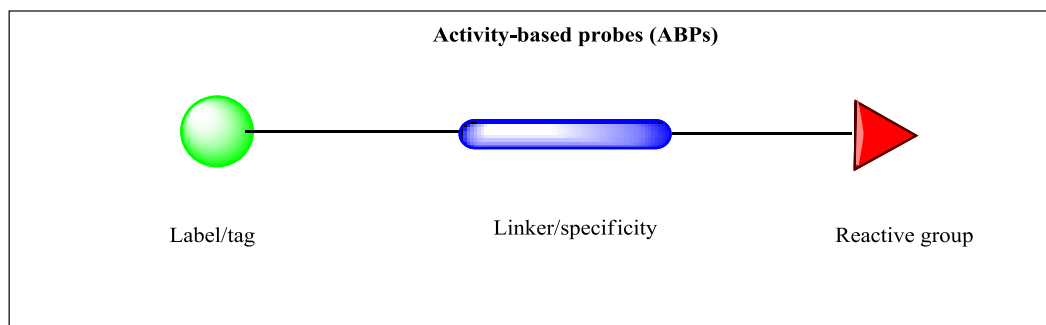 Activity-based probes (ABPs)
Label/tag
Linker/specificity
Reactive group